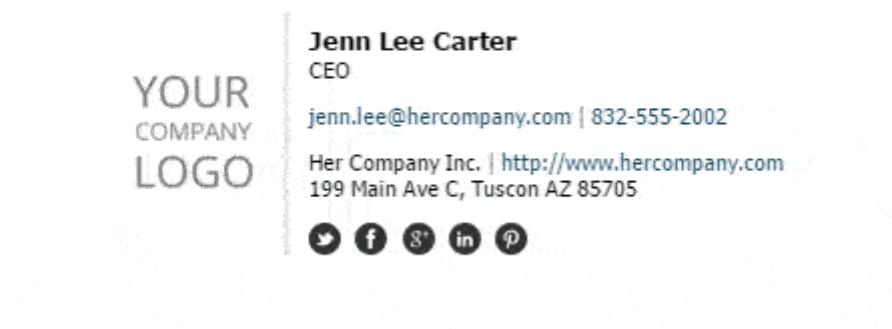 YOUR
COMPANY
LOGO
Jenn Lee Carter
CEO
jenn.lee@hercompany.com | 832-555-2002
Her Company Inc. | http://www.hercompany.com
199 Main Ave C, Tuscon AZ 85705